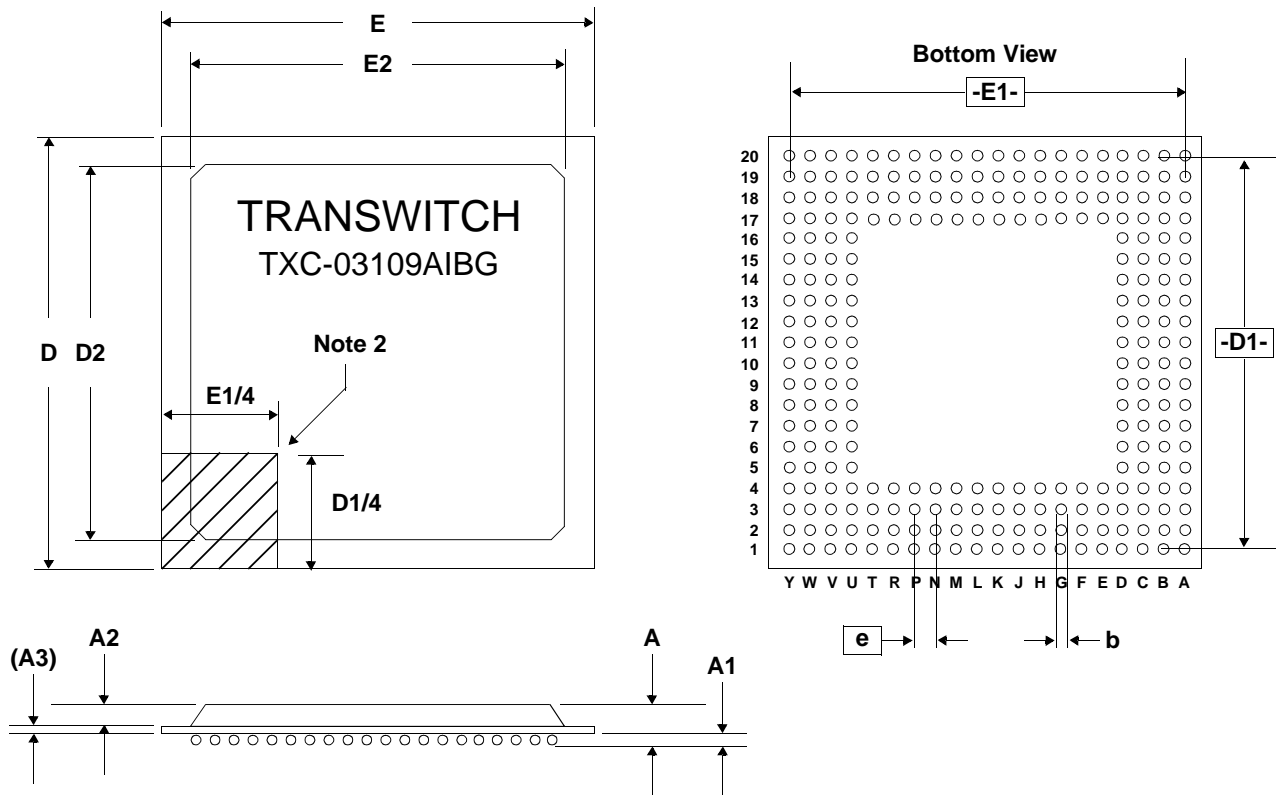 E
E2
TRANSWITCH
TXC-03109AIBG
D
D2
Note 2
E1/4
D1/4
Bottom View
-E1-
20
19
18
17
16
15
14
13
12
11
10
9
8
7
6
5
4
3
2
1
-D1-
Y W V U T R P N M L K J H G F E D C B A
e
b
(A3)
A2
A
A1